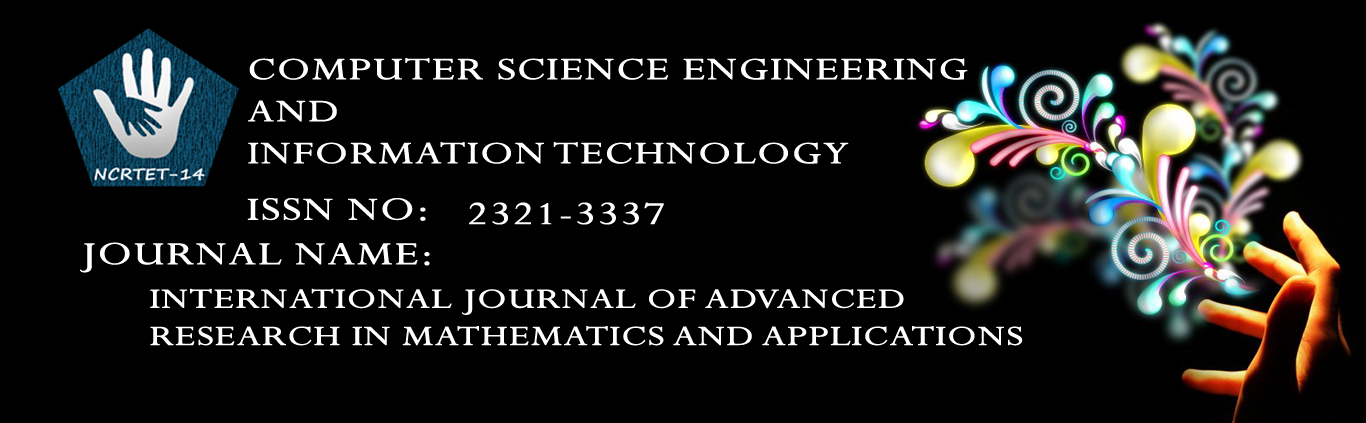 COMPUTER SCIENCE ENGINEERING
AND
INFORMATION TECHNOLOGY
NCRTET-14
ISSN NO: 2321-3337
JOURNAL NAME:
INTERNATIONAL JOURNAL OF ADVANCED
RESEARCH IN MATHEMATICS AND APPLICATIONS